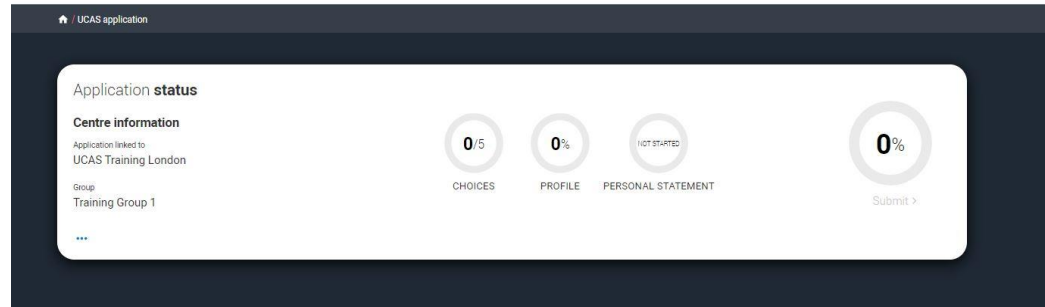 / UCAS application
Application status
Centre information
Application linked to
UCAS Training London
Group
Training Group 1
...
0/5
CHOICES
0%
PROFILE
NOT STARTED
PERSONAL STATEMENT
0%
Submit >